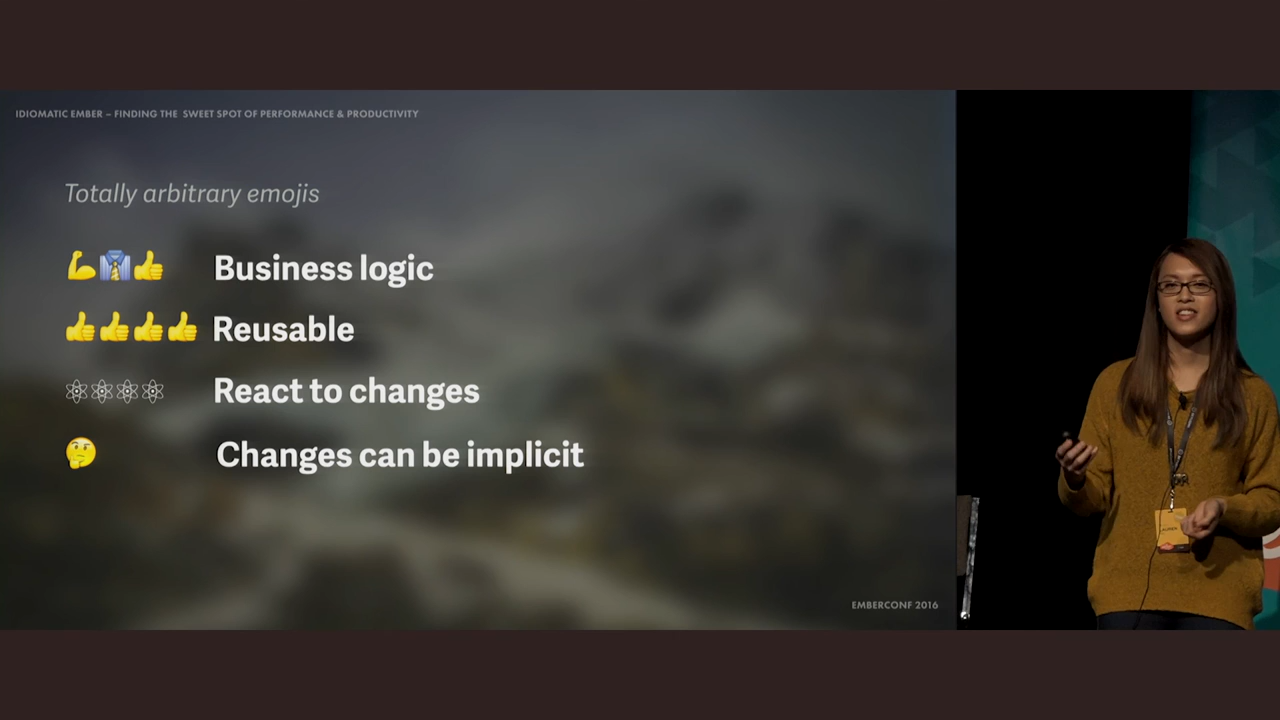 IDIOMATIC EMBER – FINDING THE SWEET SPOT OF PERFORMANCE & PRODUCTIVITY
Totally arbitrary emojis
💪👔👍 Business logic
👍👍👍👍 Reusable
⚛⚛⚛⚛ React to changes
🤔 Changes can be implicit
EMBERCONF 2016